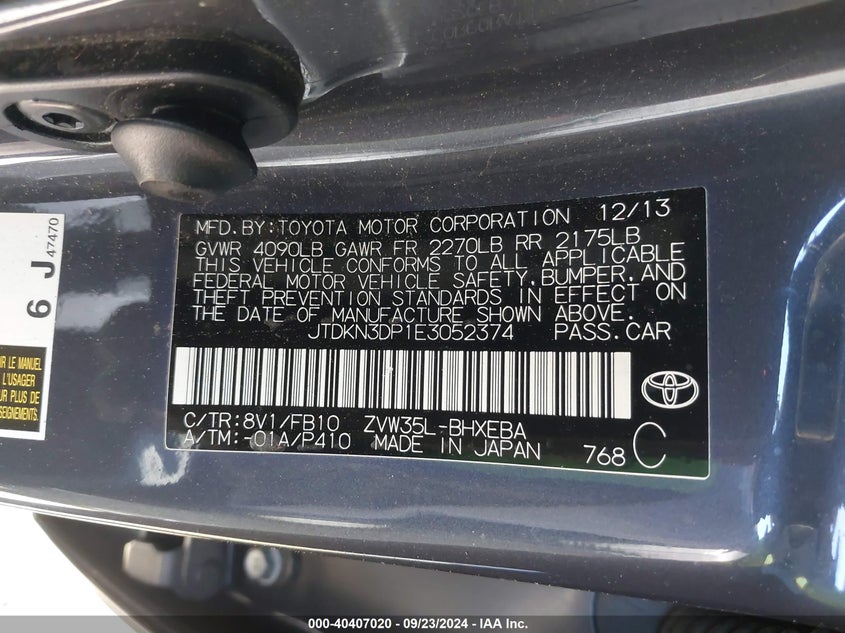 MFD. BY: TOYOTA MOTOR CORPORATION 12/13
GVWR 4090LB GAWR FR 2270LB RR 2175LB
THIS VEHICLE CONFORMS TO ALL APPLICABLE
FEDERAL MOTOR VEHICLE SAFETY, BUMPER, AND
THEFT PREVENTION STANDARDS IN EFFECT ON
THE DATE OF MANUFACTURE SHOWN ABOVE.
JTDKN3DP1E3052374 PASS. CAR
C/TR: 8V1/FB10 ZVW35L-BHXEBA
A/TM: -01A/P410 MADE IN JAPAN 768 C
6 J 47470
LE MANUEL
L'USAGER
PLUS DE
000-40407020 - 09/23/2024 - IAA Inc.